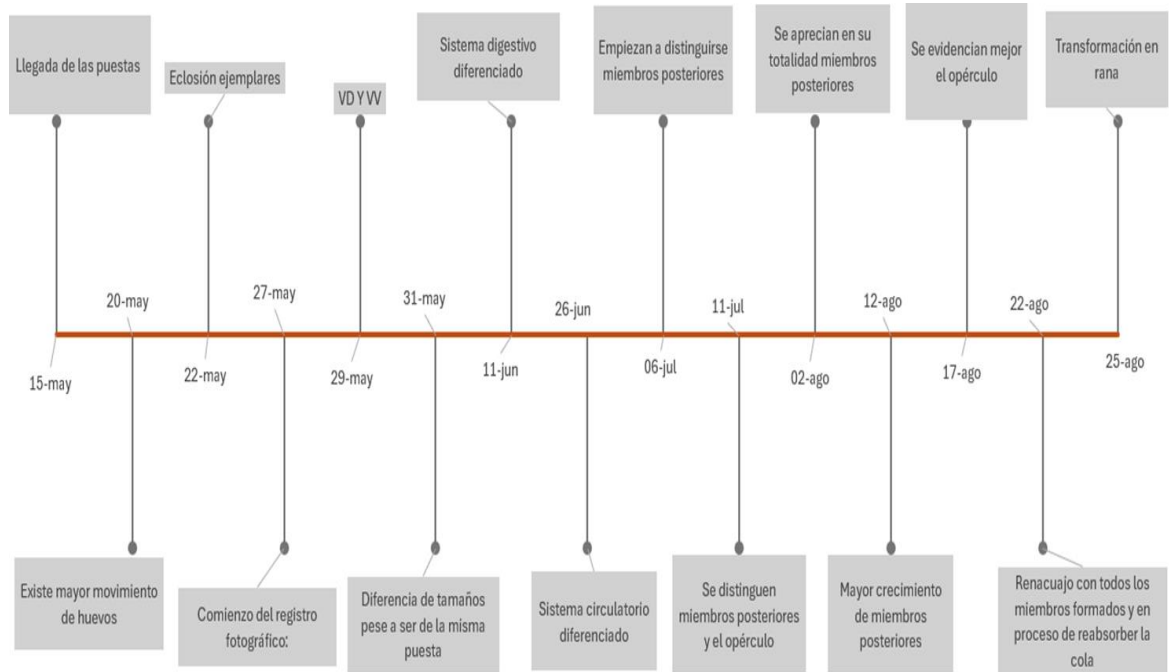 Llegada de las puestas
Eclosión ejemplares
VD Y VV
Sistema digestivo
diferenciado
Empiezan a distinguirse
miembros posteriores
Se aprecian en su
totalidad miembros
posteriores
Se evidencian mejor
el opérculo
Transformación en
rana
20-may
27-may
31-may
26-jun
11-jul
12-ago
22-ago
15-may
22-may
29-may
11-jun
06-jul
02-ago
17-ago
25-ago
Existe mayor movimiento
de huevos
Comienzo del registro
fotográfico:
Diferencia de tamaños
pese a ser de la misma
puesta
Sistema circulatorio
diferenciado
Se distinguen
miembros posteriores
y el opérculo
Mayor crecimiento
de miembros
posteriores
Renacuajo con todos los
miembros formados y en
proceso de reabsorber la
cola